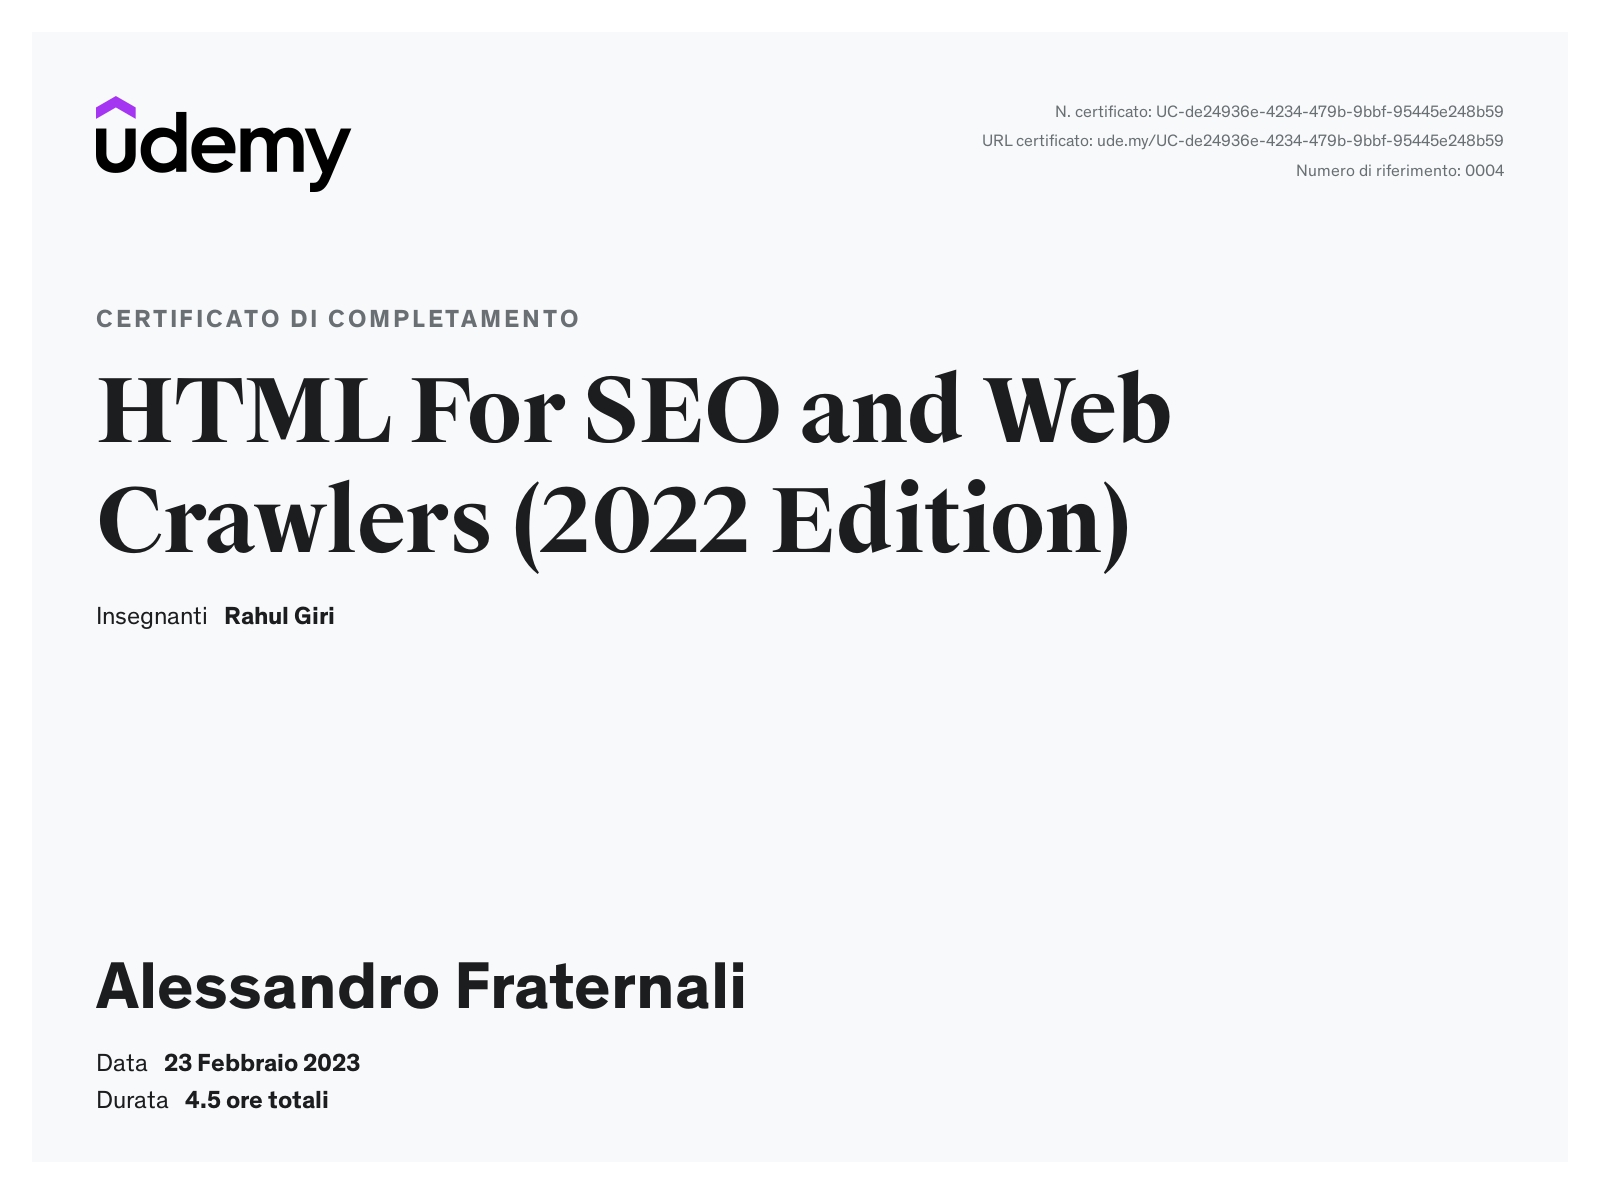 udemy
N. certificato: UC-de24936e-4234-479b-9bbf-95445e248b59
URL certificato: ude.my/UC-de24936e-4234-479b-9bbf-95445e248b59
Numero di riferimento: 0004
CERTIFICATO DI COMPLETAMENTO
HTML For SEO and Web
Crawlers (2022 Edition)
Insegnanti Rahul Giri
Alessandro Fraternali
Data 23 Febbraio 2023
Durata 4.5 ore totali